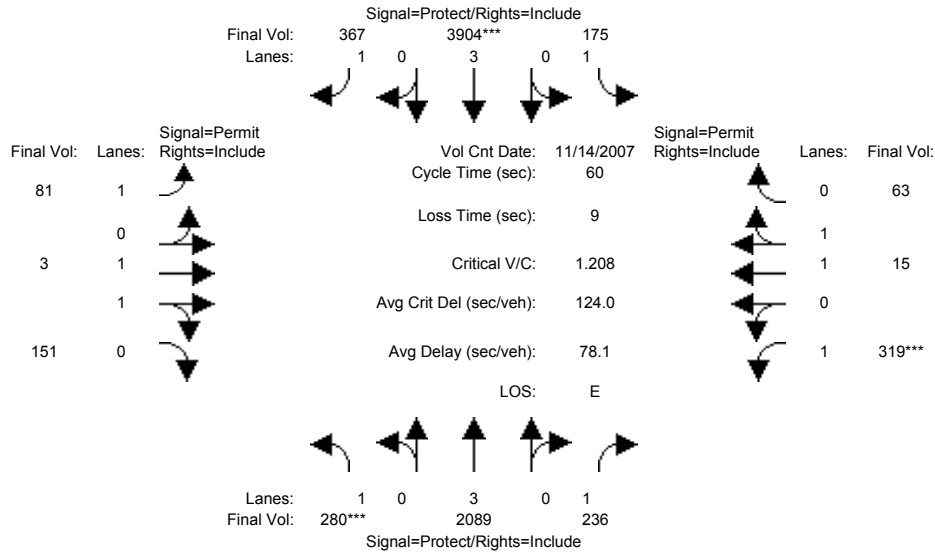 Signal=Protect/Rights=Include
Final Vol: 367 3904*** 175
Lanes: 1 0 3 0 1
Signal=Permit Signal=Permit
Final Vol: Lanes: Rights=Include Vol Cnt Date: 11/14/2007 Rights=Include Lanes: Final Vol:
Cycle Time (sec): 60
81 1 0 63
Loss Time (sec): 9
0 1
3 1 Critical V/C: 1.208 1 15
1 Avg Crit Del (sec/veh): 124.0 0
151 0 Avg Delay (sec/veh): 78.1 1 319***
LOS: E
Lanes: 1 0 3 0 1
Final Vol: 280*** 2089 236
Signal=Protect/Rights=Include